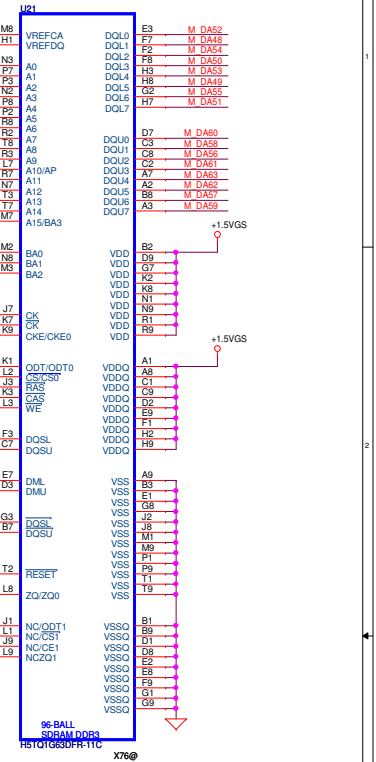 U21
M8 VREFCA DQL0 E3 M_DA52
H1 VREFDQ DQL1 F7 M_DA48
DQL2 F2 M_DA54
N3 A0 DQL3 F8 M_DA50
P7 A1 DQL4 H3 M_DA53
P3 A2 DQL5 H8 M_DA49
N2 A3 DQL6 G2 M_DA55
P8 A4 DQL7 H7 M_DA51
P2 A5
R8 A6
R2 A7 DQU0 D7 M_DA60
T8 A8 DQU1 C3 M_DA58
R3 A9 DQU2 C8 M_DA56
L7 A10/AP DQU3 C2 M_DA61
R7 A11 DQU4 A7 M_DA63
N7 A12 DQU5 A2 M_DA62
T3 A13 DQU6 B8 M_DA57
T7 A14 DQU7 A3 M_DA59
M7 A15/BA3
+1.5VGS
M2 BA0 VDD B2
N8 BA1 VDD D9
M3 BA2 VDD G7
VDD K2
VDD K8
VDD N1
J7 CK VDD N9
K7 CK VDD R1
K9 CKE/CKE0 VDD R9
+1.5VGS
K1 ODT/ODT0 VDDQ A1
L2 CS/CS0 VDDQ A8
J3 RAS VDDQ C1
K3 CAS VDDQ C9
L3 WE VDDQ D2
VDDQ E9
VDDQ F1
F3 DQSL VDDQ H2
C7 DQSU VDDQ H9
E7 DML VSS A9
D3 DMU VSS B3
VSS E1
VSS G8
G3 DQSL VSS J2
B7 DQSU VSS J8
VSS M1
VSS M9
VSS P1
T2 RESET VSS P9
VSS T1
L8 ZQ/ZQ0 VSS T9
J1 NC/ODT1 VSSQ B1
L1 NC/CS1 VSSQ B9
J9 NC/CE1 VSSQ D1
L9 NCZQ1 VSSQ D8
VSSQ E2
VSSQ E8
VSSQ F9
VSSQ G1
VSSQ G9
96-BALL
SDRAM DDR3
H5TQ1G63DFR-11C
X76@
1
2